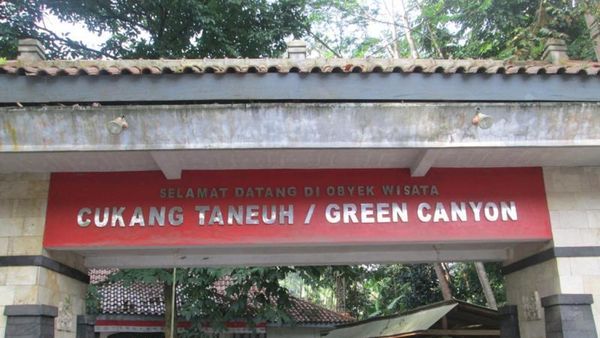 SELAMAT DATANG DI OBYEK WISATA
CUKANG TANEUH / GREEN CANYON